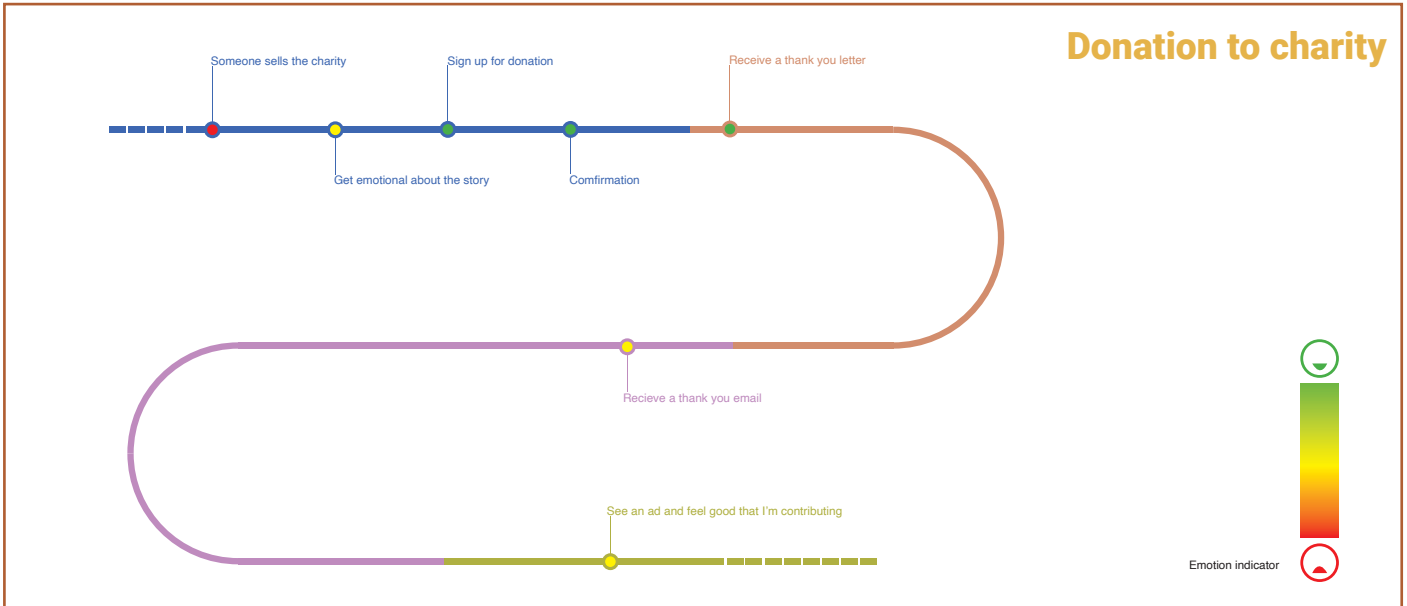 Donation to charity
Someone sells the charity
Sign up for donation
Receive a thank you letter
Get emotional about the story
Comfirmation
Recieve a thank you email
See an ad and feel good that I'm contributing
Emotion indicator